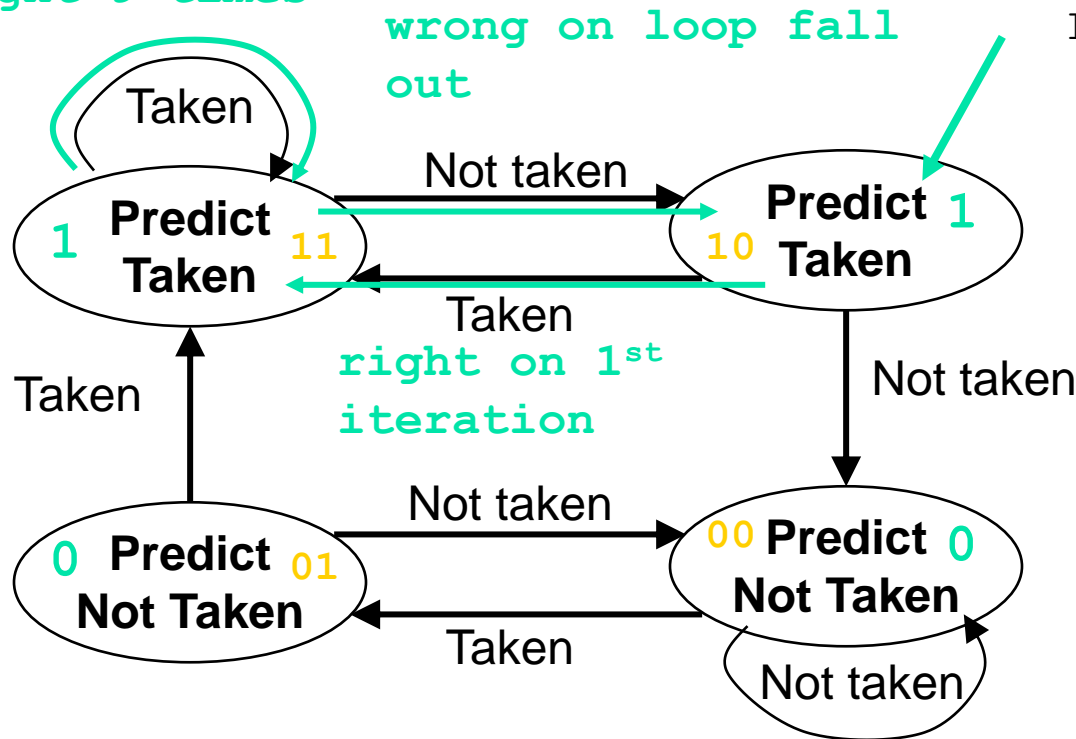 wrong on loop fall
out
Taken
Not taken
1 Predict 11
Taken
Predict 1
10 Taken
Taken
right on 1st
iteration
Taken
Not taken
Not taken
0 Predict 01
Not Taken
00 Predict 0
Not Taken
Taken
Not taken